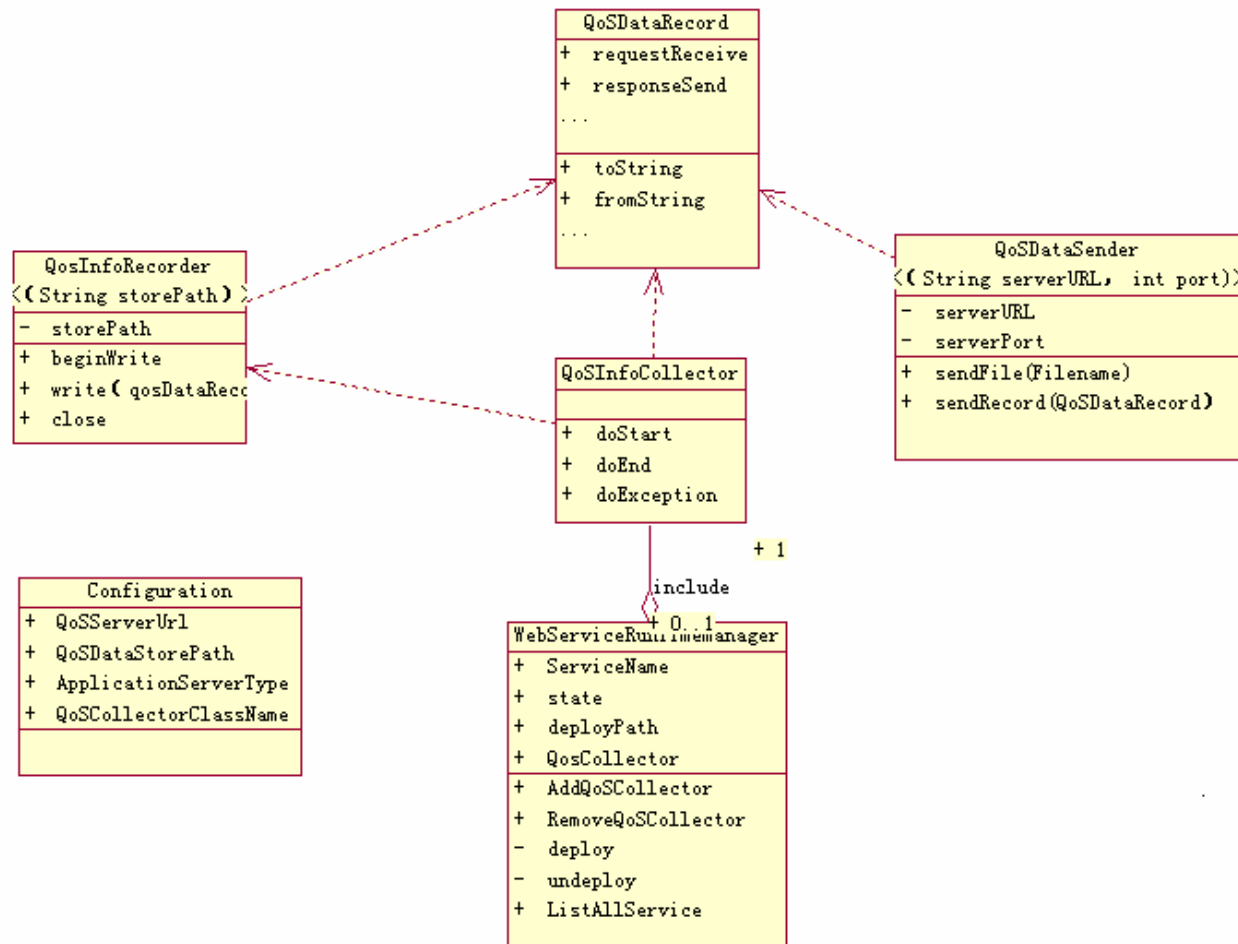 QoSDataRecord
+ requestReceive
+ responseSend
...
+ toString
+ fromString
...
QosInfoRecorder
<(String storePath)>
- storePath
+ beginWrite
+ write(qosDataReco
+ close
QoSDataSender
<(String serverURL, int port)>
- serverURL
- serverPort
+ sendFile(Filename)
+ sendRecord(QoSDataRecord)
QoSInfoCollector
+ doStart
+ doEnd
+ doException
+ 1
include
+ 0..1
Configuration
+ QoSServerUrl
+ QoSDataStorePath
+ ApplicationServerType
+ QoSCollectorClassName
WebServiceRuntimemanager
+ ServiceName
+ state
+ deployPath
+ QosCollector
+ AddQoSCollector
+ RemoveQoSCollector
- deploy
- undeploy
+ ListAllService